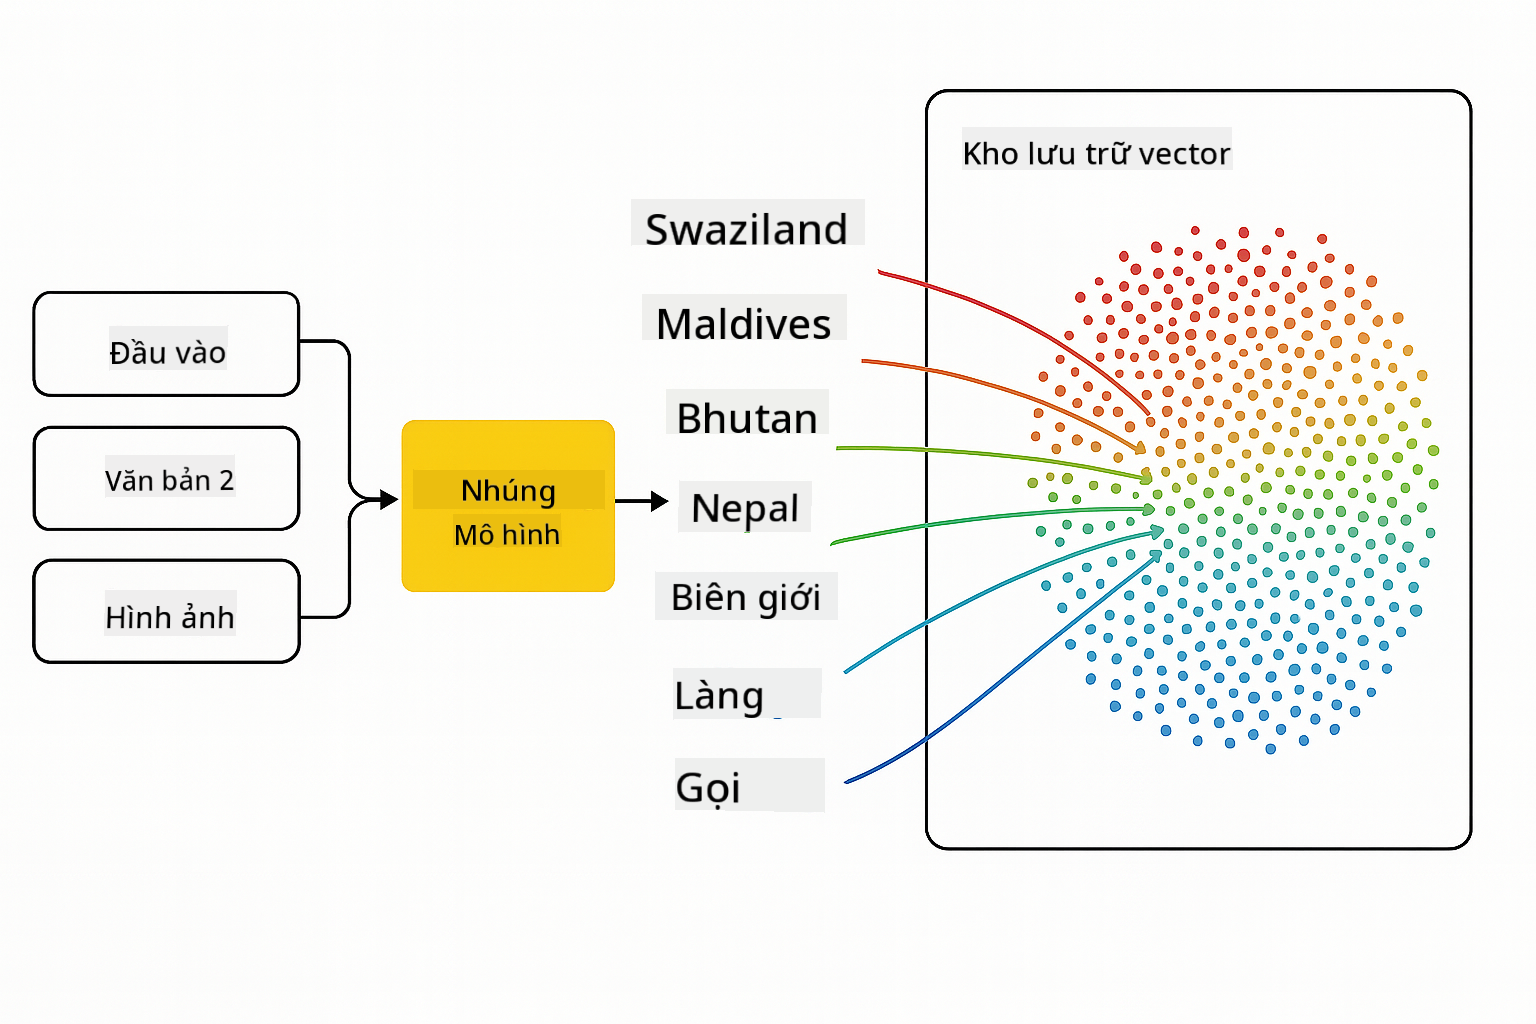 Đầu vào
Văn bản 2
Hình ảnh
Nhúng
Mô hình
Swaziland
Maldives
Bhutan
Nepal
Biên giới
Làng
Gọi
Kho lưu trữ vector